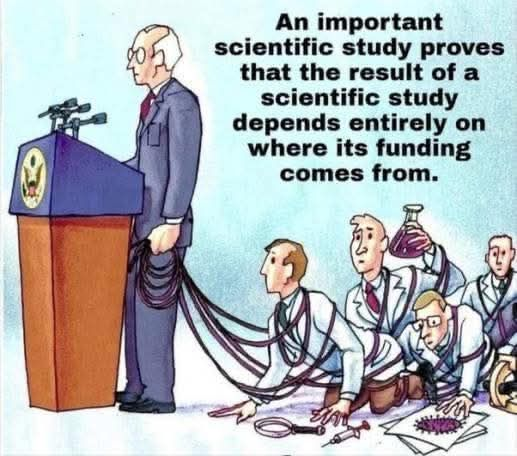 An important
scientific study proves
that the result of a
scientific study
depends entirely on
where its funding
comes from.